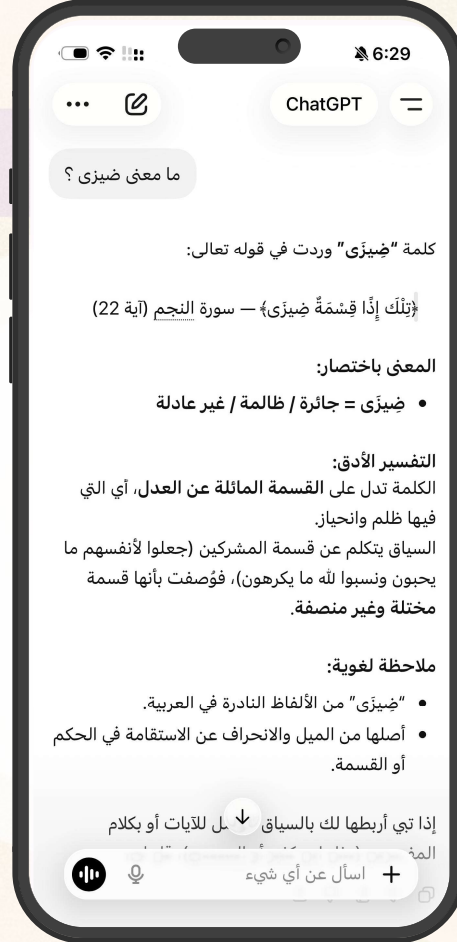 6:29
ChatGPT
ما معنى ضيزى ؟
كلمة “ضِيزَى” وردت في قوله تعالى:
﴿تِلْكَ إِذًا قِسْمَةٌ ضِيزَى﴾ — سورة النجم (آية 22)
المعنى باختصار:
• ضِيزَى = جائرة / ظالمة / غير عادلة
التفسير الأدق:
الكلمة تدل على القسمة المائلة عن العدل، أي التي
فيها ظلم وانحياز.
السياق يتكلم عن قسمة المشركين (جعلوا لأنفسهم ما
يحبون ونسبوا لله ما يكرهون)، فوُصفت بأنها قسمة
مختلة وغير منصفة.
ملاحظة لغوية:
• “ضِيزَى” من الألفاظ النادرة في العربية.
• أصلها من الميل والانحراف عن الاستقامة في الحكم
أو القسمة.
إذا تبي أربطها لك بالسياق ل للآيات أو بكلام
اسأل عن أي شيء